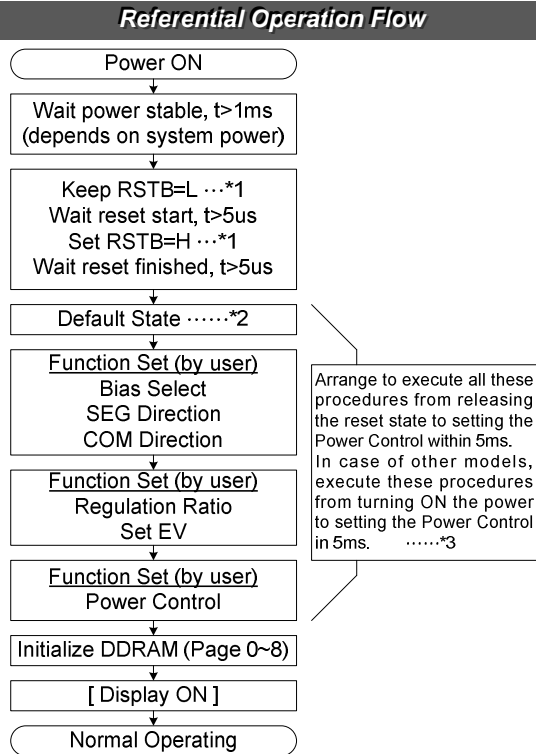 Referential Operation Flow
Power ON
Wait power stable, t>1ms
(depends on system power)
Keep RSTB=L ···*1
Wait reset start, t>5us
Set RSTB=H ···*1
Wait reset finished, t>5us
Default State ······*2
Function Set (by user)
Bias Select
SEG Direction
COM Direction
Function Set (by user)
Regulation Ratio
Set EV
Function Set (by user)
Power Control
Arrange to execute all these
procedures from releasing
the reset state to setting the
Power Control within 5ms.
In case of other models,
execute these procedures
from turning ON the power
to setting the Power Control
in 5ms. ······*3
Initialize DDRAM (Page 0~8)
[ Display ON ]
Normal Operating